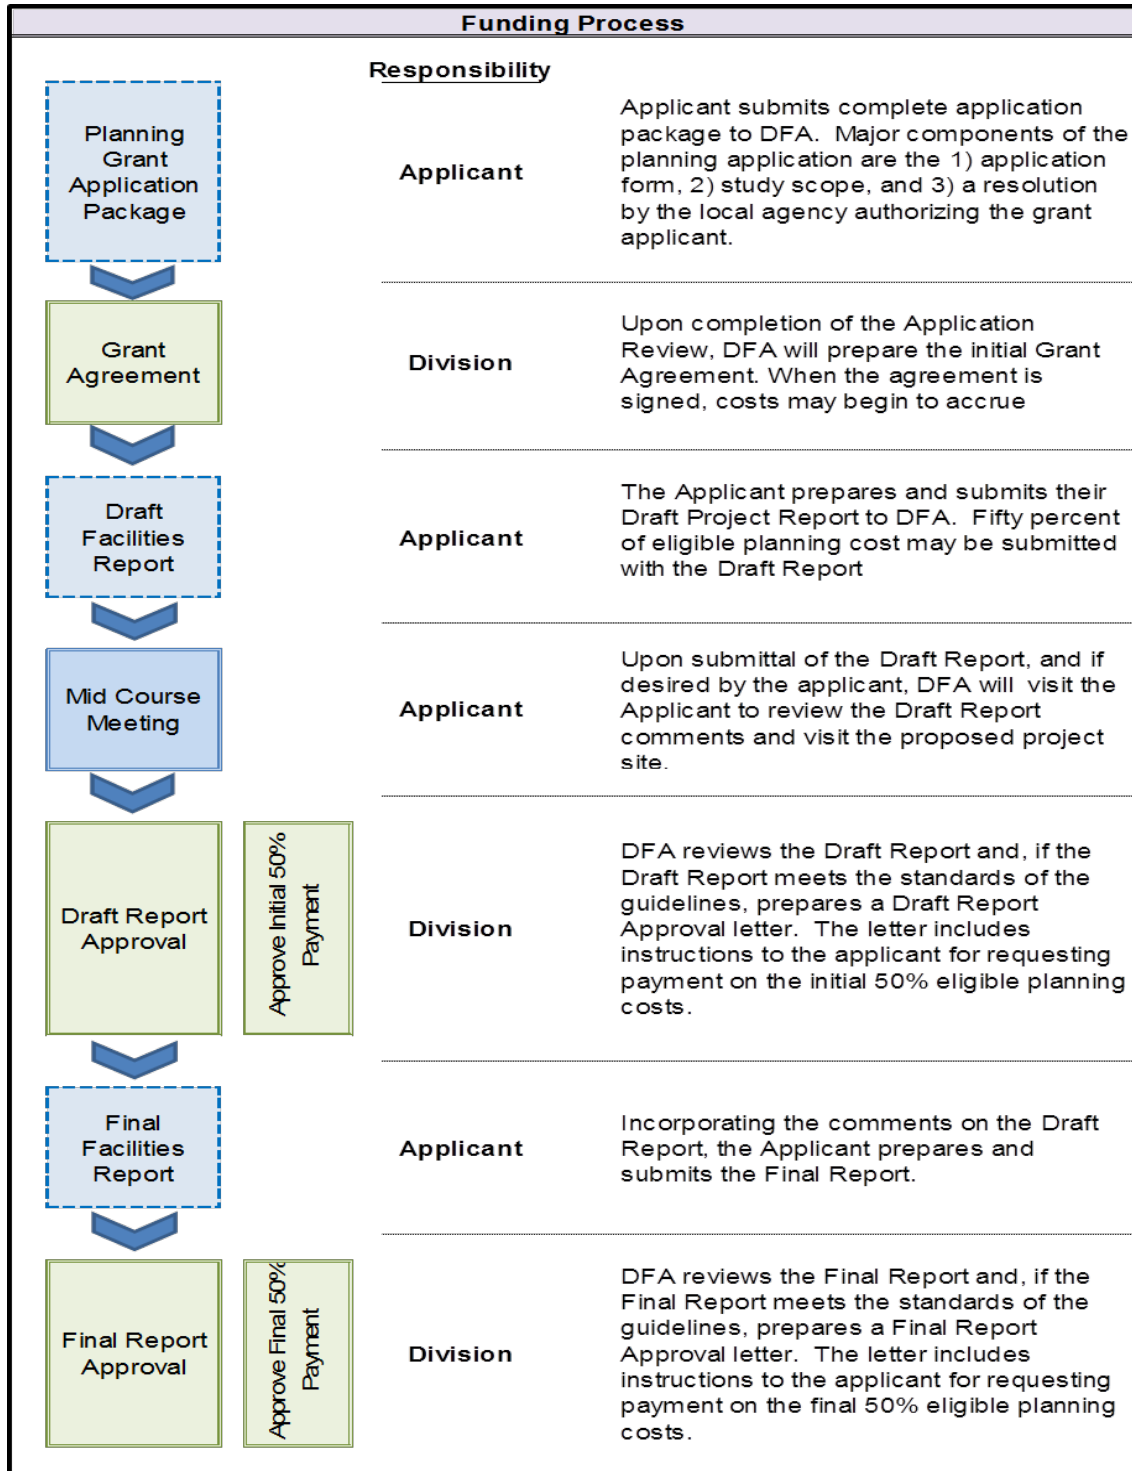 Funding Process
Responsibility
Planning
Grant
Application
Package
Applicant
Applicant submits complete application
package to DFA.  Major components of the
planning application are the 1) application
form, 2) study scope, and 3) a resolution
by the local agency authorizing the grant
applicant.
Grant
Agreement
Division
Upon completion of the Application
Review, DFA will prepare the initial Grant
Agreement. When the agreement is
signed, costs may begin to accrue
Draft
Facilities
Report
Applicant
The Applicant prepares and submits their
Draft Project Report to DFA.  Fifty percent
of eligible planning cost may be submitted
with the Draft Report
Mid Course
Meeting
Applicant
Upon submittal of the Draft Report, and if
desired by the applicant, DFA will  visit the
Applicant to review the Draft Report
comments and visit the proposed project
site.
Draft Report
Approval
Approve Initial 50%
Payment
Division
DFA reviews the Draft Report and, if the
Draft Report meets the standards of the
guidelines, prepares a Draft Report
Approval letter.  The letter includes
instructions to the applicant for requesting
payment on the initial 50% eligible planning
costs.
Final
Facilities
Report
Applicant
Incorporating the comments on the Draft
Report, the Applicant prepares and
submits the Final Report.
Final Report
Approval
Approve Final 50%
Payment
Division
DFA reviews the Final Report and, if the
Final Report meets the standards of the
guidelines, prepares a Final Report
Approval letter.  The letter includes
instructions to the applicant for requesting
payment on the final 50% eligible planning
costs.